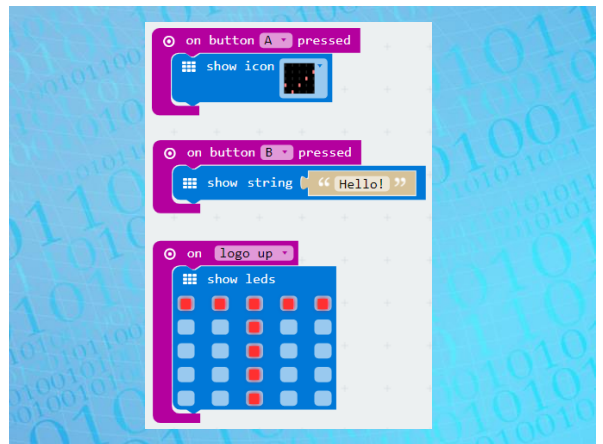 on button A pressed
show icon
on button B pressed
show string “ Hello! ”
on logo up
show leds